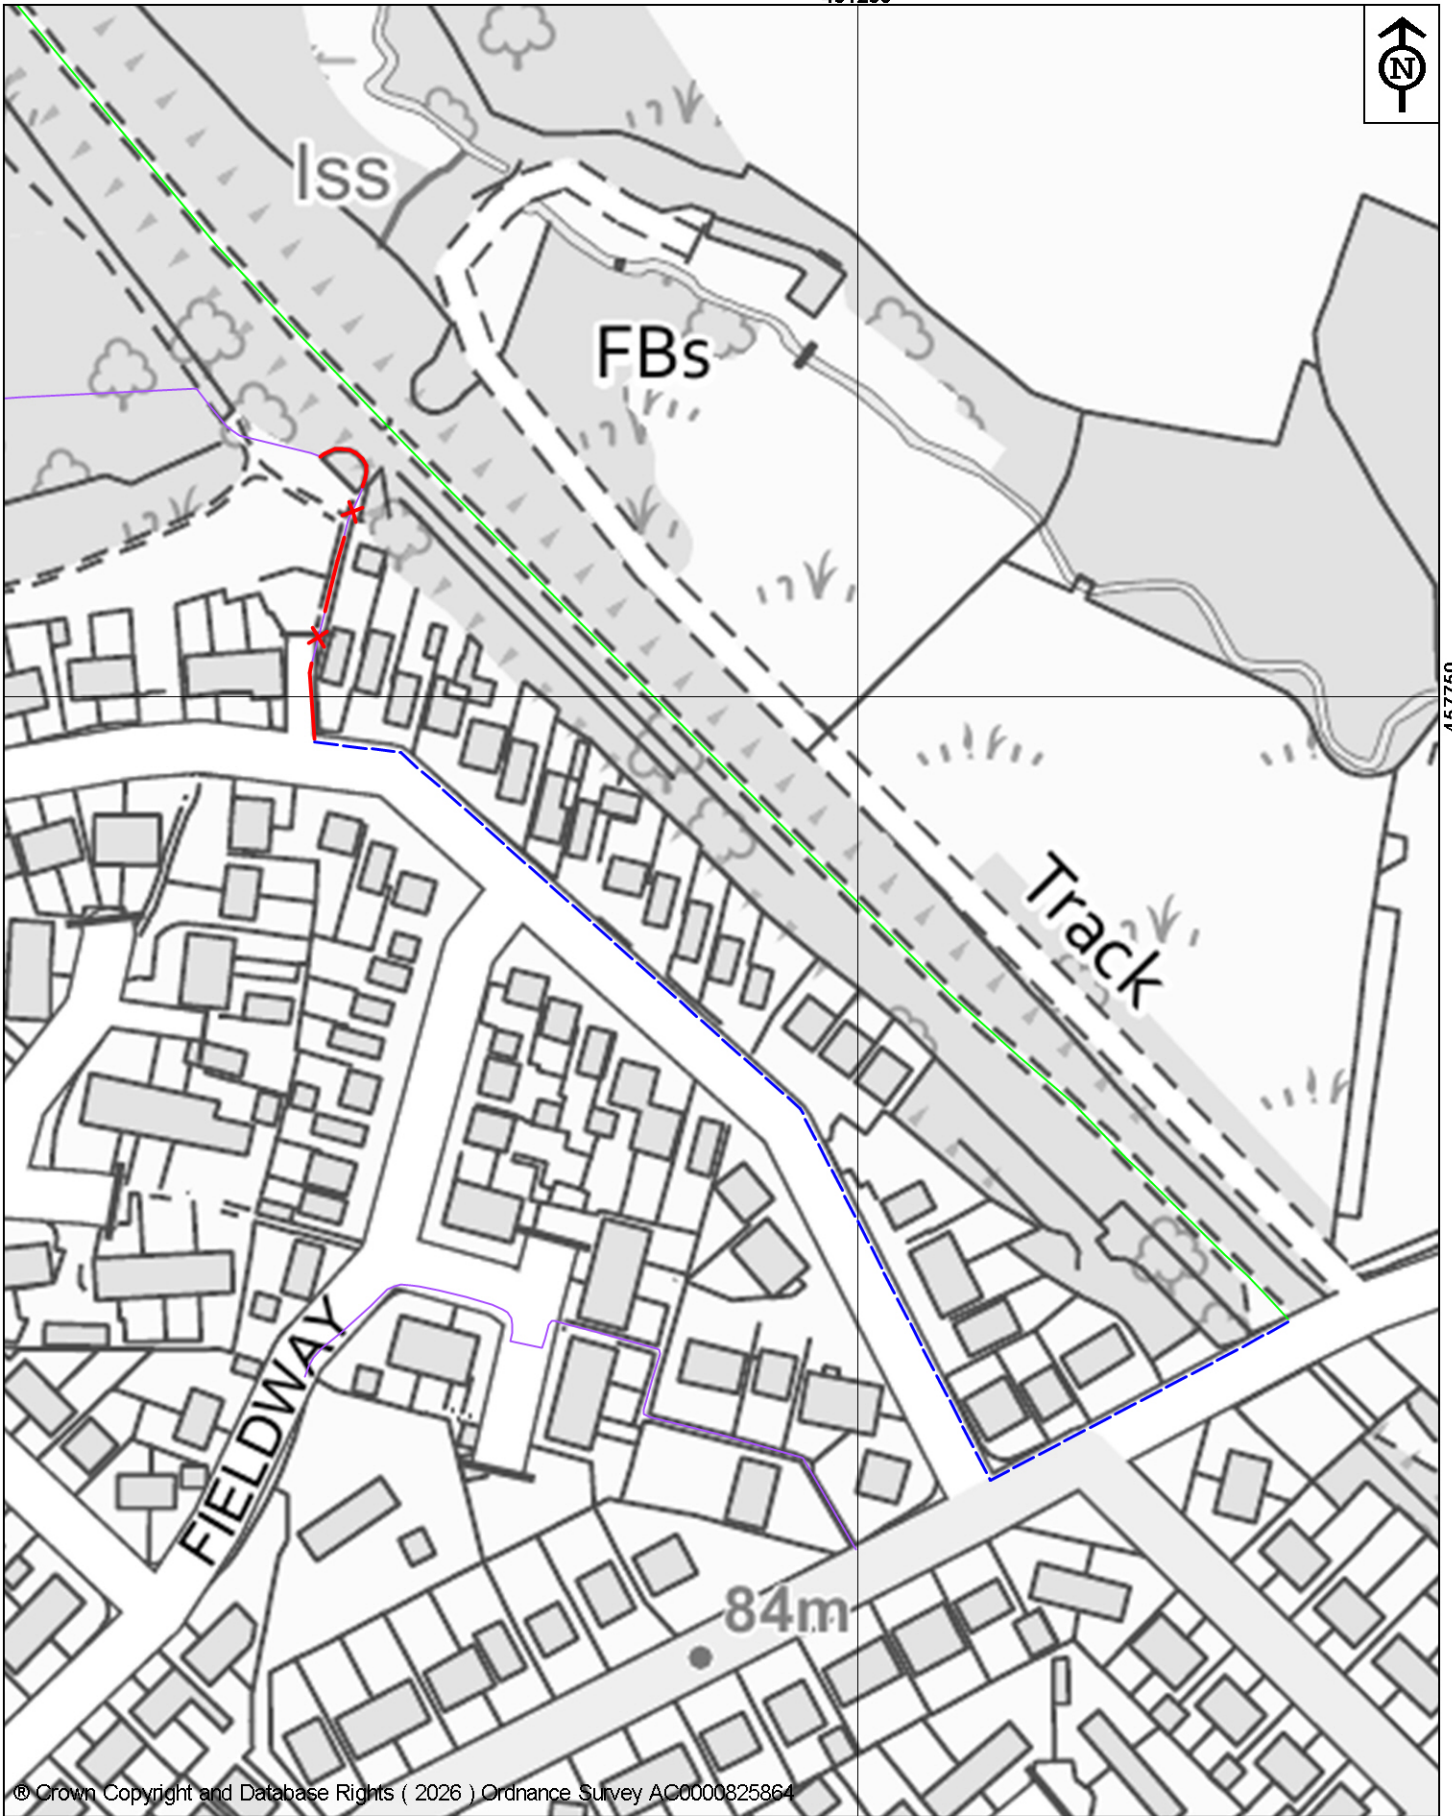 N
Iss
FBs
Track
FIELDWAY
84m
® Crown Copyright and Database Rights ( 2026 ) Ordnance Survey AC0000825864